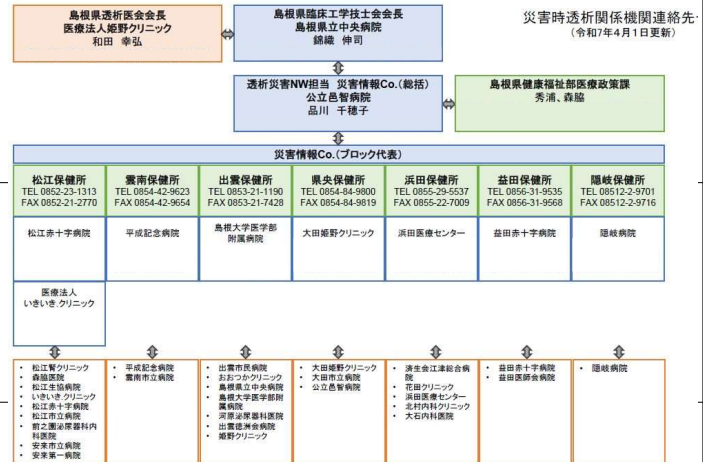 災害時透析関係機関連絡先
(令和7年4月1日更新)
島根県透析医会会長
医療法人姫野クリニック
和田 幸弘
島根県臨床工学技士会会長
島根県立中央病院
錦織 伸司
透析災害NW担当 災害情報Co.(総括)
公立邑智病院
品川 千穂子
島根県健康福祉部医療政策課
秀浦、森脇
災害情報Co.(ブロック代表)
松江保健所
TEL 0852-23-1313
FAX 0852-21-2770
雲南保健所
TEL 0854-42-9623
FAX 0854-42-9654
出雲保健所
TEL 0853-21-1190
FAX 0853-21-7428
県央保健所
TEL 0854-84-9800
FAX 0854-84-9819
浜田保健所
TEL 0855-29-5537
FAX 0855-22-7009
益田保健所
TEL 0856-31-9535
FAX 0856-31-9568
隠岐保健所
TEL 08512-2-9701
FAX 08512-2-9716
松江赤十字病院
平成記念病院
島根大学医学部
附属病院
大田姫野クリニック
浜田医療センター
益田赤十字病院
隠岐病院
医療法人
いきいき.クリニック
• 松江腎クリニック
• 森脇医院
• 松江生協病院
• いきいき.クリニック
• 松江赤十字病院
• 松江市立病院
• 前之園泌尿器科内
科医院
• 安来市立病院
• 安来第一病院
• 平成記念病院
• 雲南市立病院
• 出雲市民病院
• おおつかクリニック
• 島根県立中央病院
• 島根大学医学部附
属病院
• 河原泌尿器科医院
• 出雲徳洲会病院
• 姫野クリニック
• 大田姫野クリニック
• 大田市立病院
• 公立邑智病院
• 済生会江津総合病
院
• 花田クリニック
• 浜田医療センター
• 北村内科クリニック
• 大石内科医院
• 益田赤十字病院
• 益田医師会病院
• 隠岐病院